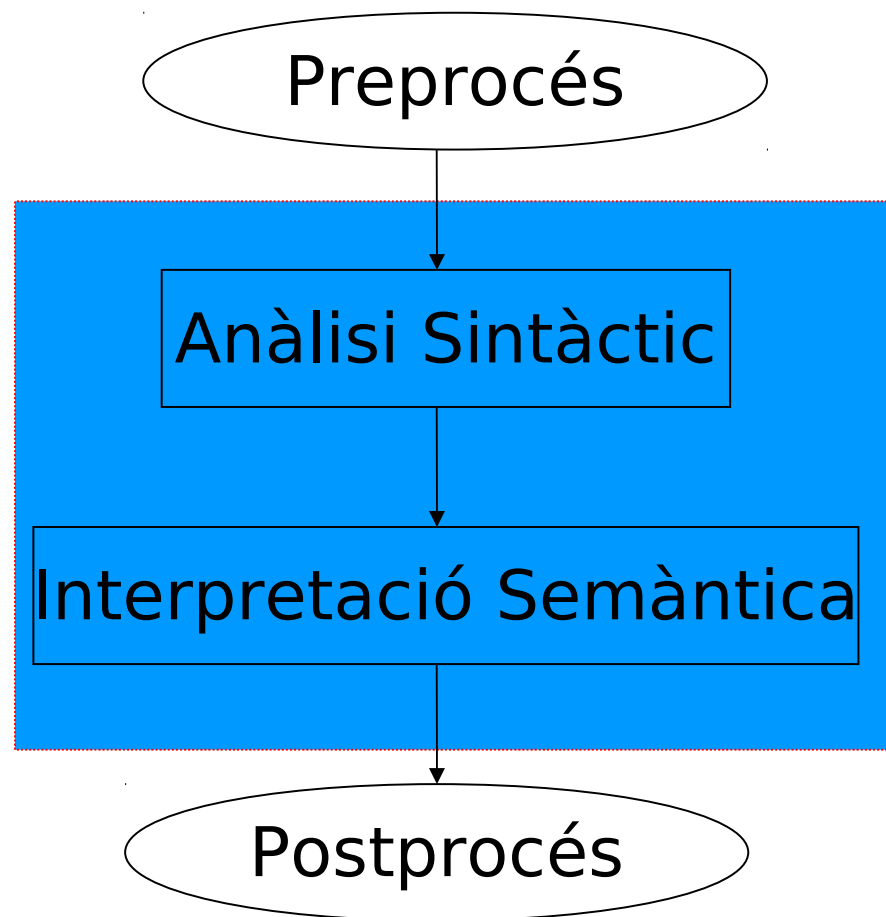 Preprocés
Anàlisi Sintàctic
Interpretació Semàntica
Postprocés